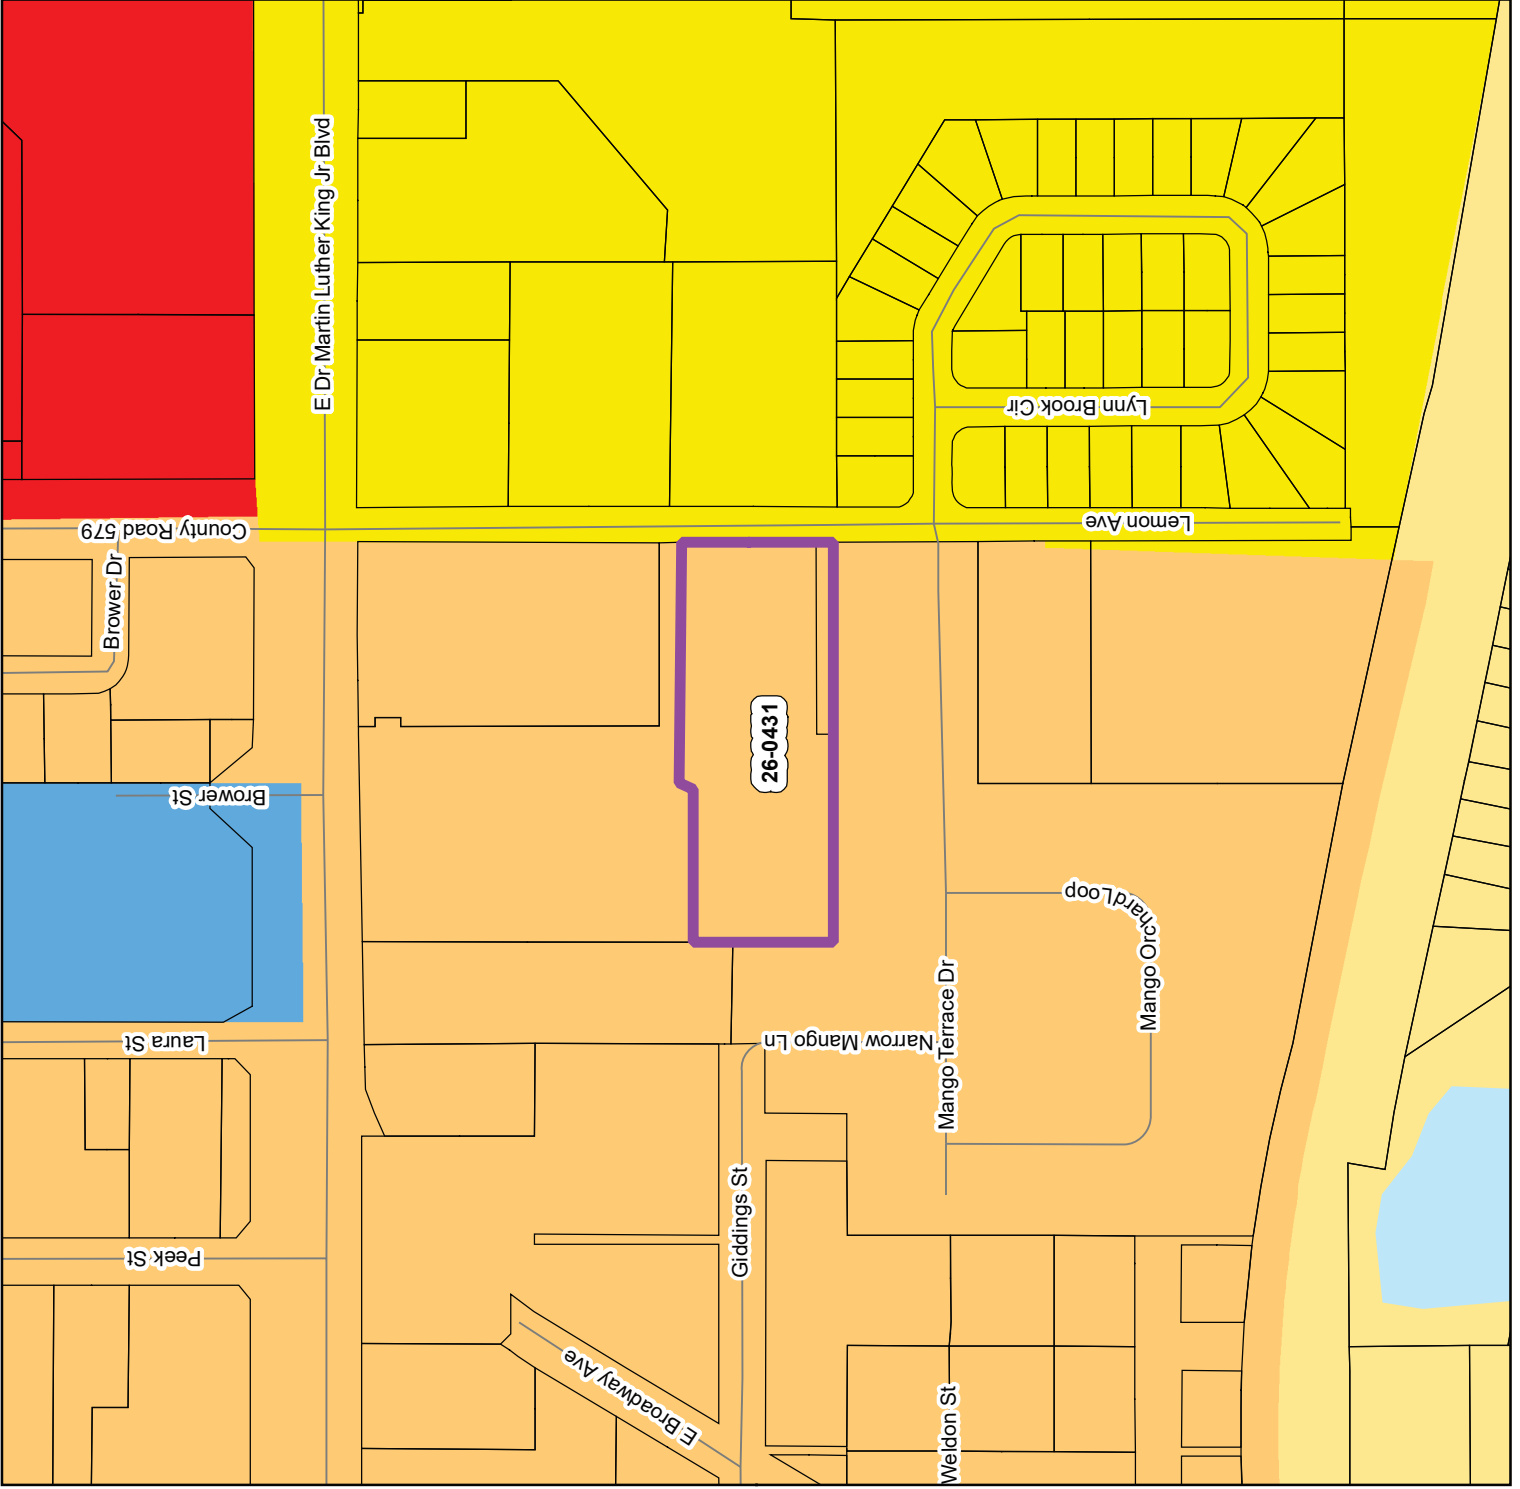 E Dr Martin Luther King Jr Blvd
Lynn Brook Cir
Lemon Ave
County Road 579
Brower Dr
26-0431
Brower St
Mango Orchard Loop
Mango Terrace Dr
Narrow Mango Ln
Laura St
Giddings St
Peek St
E Broadway Ave
Weldon St